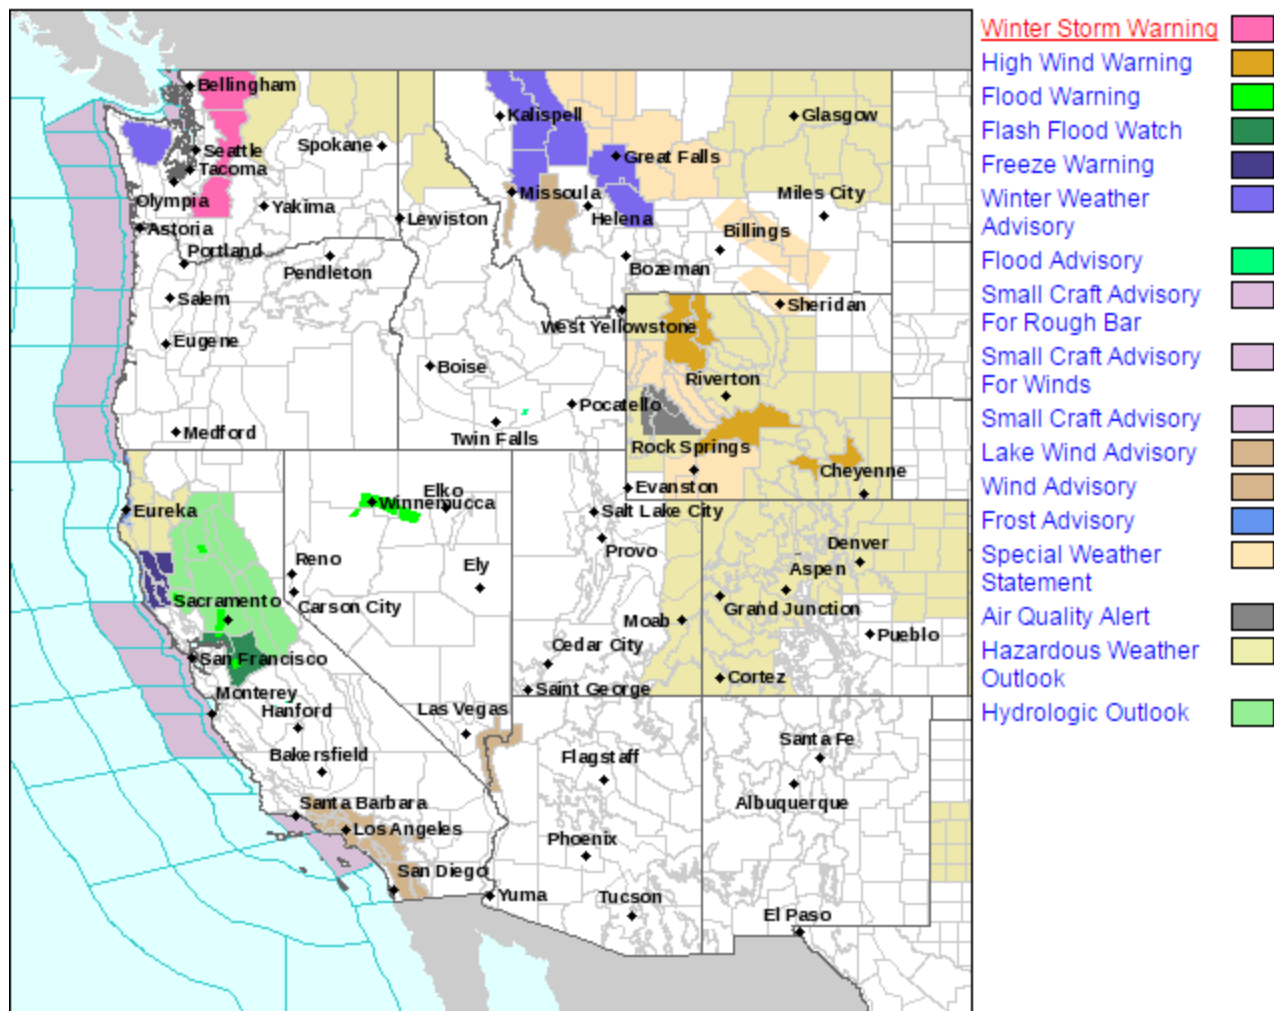 Bellingham
Kalispell
Glasgow
Spokane
Seattle
Great Falls
Tacoma
Olympia
Yakima
Missoula
Miles City
Lewiston
Helena
Astoria
Billings
Portland
Pendleton
Bozeman
Salem
Sheridan
West Yellowstone
Eugene
Boise
Riverton
Pocatello
Medford
Twin Falls
Rock Springs
Cheyenne
Evanston
Elko
Winnemucca
Eureka
Salt Lake City
Provo
Denver
Reno
Ely
Aspen
Sacramento
Carson City
Grand Junction
Moab
Pueblo
Cedar City
San Francisco
Cortez
Saint George
Monterey
Hanford
Las Vegas
Santa Fe
Bakersfield
Flagstaff
Santa Barbara
Albuquerque
Los Angeles
Phoenix
San Diego
Yuma
Tucson
El Paso
Winter Storm Warning
High Wind Warning
Flood Warning
Flash Flood Watch
Freeze Warning
Winter Weather
Advisory
Flood Advisory
Small Craft Advisory
For Rough Bar
Small Craft Advisory
For Winds
Small Craft Advisory
Lake Wind Advisory
Wind Advisory
Frost Advisory
Special Weather
Statement
Air Quality Alert
Hazardous Weather
Outlook
Hydrologic Outlook